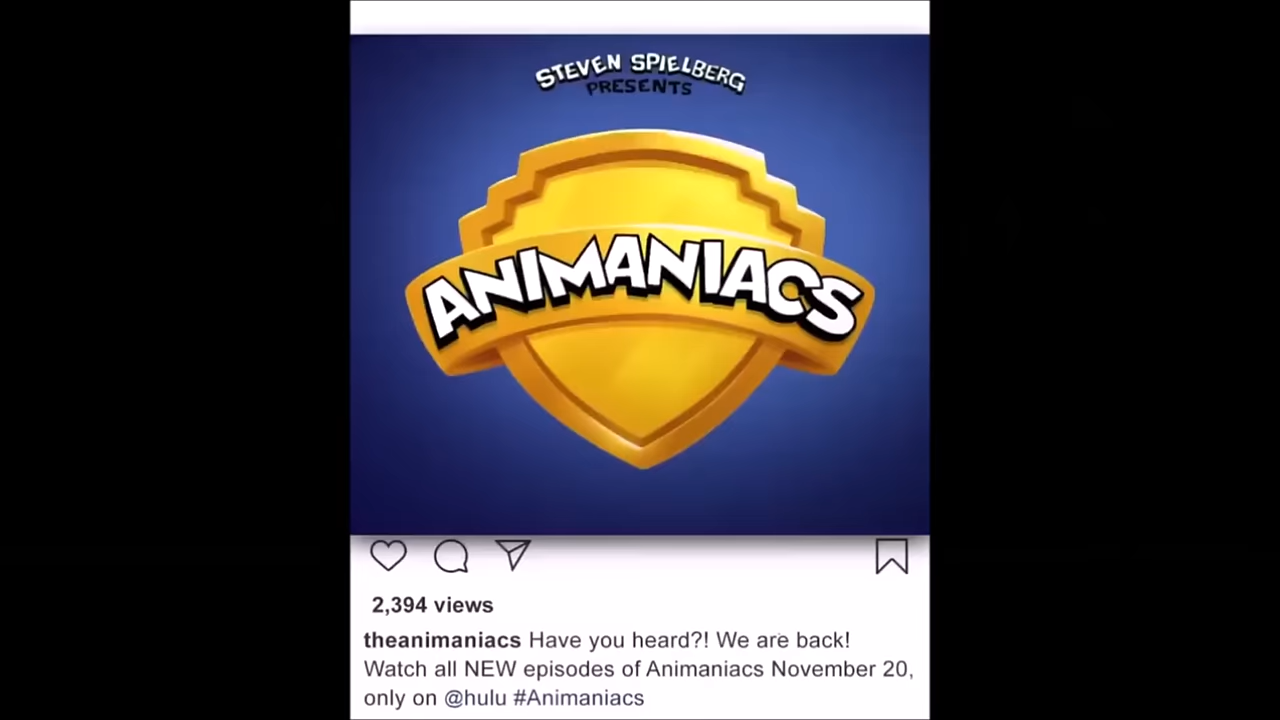 STEVEN SPIELBERG
PRESENTS
ANIMANIACS
2,394 views
theanimaniacs Have you heard?! We are back!
Watch all NEW episodes of Animaniacs November 20,
only on @hulu #Animaniacs